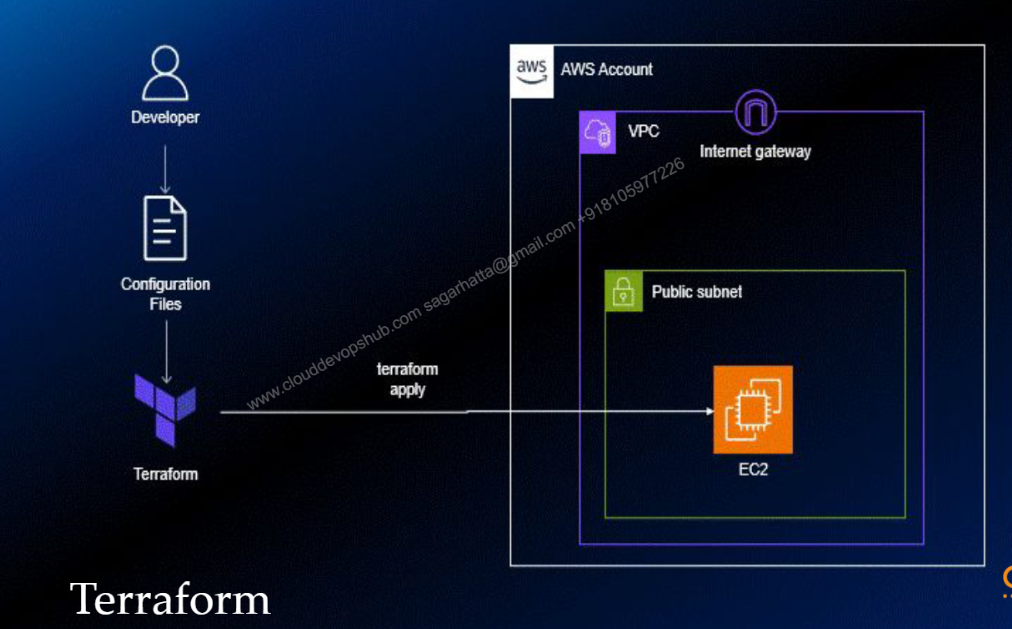 Developer
Configuration
Files
Terraform
terraform
apply
aws
AWS Account
VPC
Internet gateway
Public subnet
EC2
www.clouddevopshub.com sagarhatta@gmail.com +918105977226
Terraform